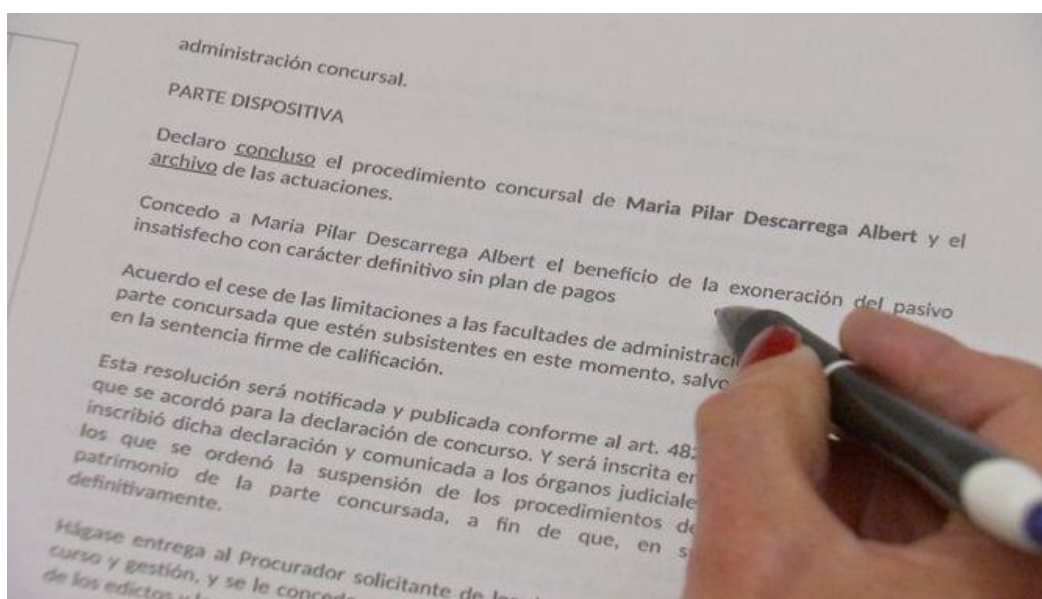 administración concursal.
PARTE DISPOSITIVA
Declaro concluso el procedimiento concursal de Maria Pilar Descarrega Albert y el
archivo de las actuaciones.
Concedo a Maria Pilar Descarrega Albert el beneficio de la exoneración del pasivo
insatisfecho con carácter definitivo sin plan de pagos
Acuerdo el cese de las limitaciones a las facultades de
parte concursada que estén subsistentes en este momento, salvo
en la sentencia firme de calificación.
Esta resolución será notificada y publicada conforme al art.
que se acordó para la declaración de concurso. Y será inscrita en
inscribió dicha declaración y comunicada a los órganos
los que se ordenó la suspensión de los procedimientos
patrimonio de la parte concursada, a fin de que, en
definitivamente.
Hágase entrega al Procurador solicitante de
curso y gestión, y se le
de los edictos